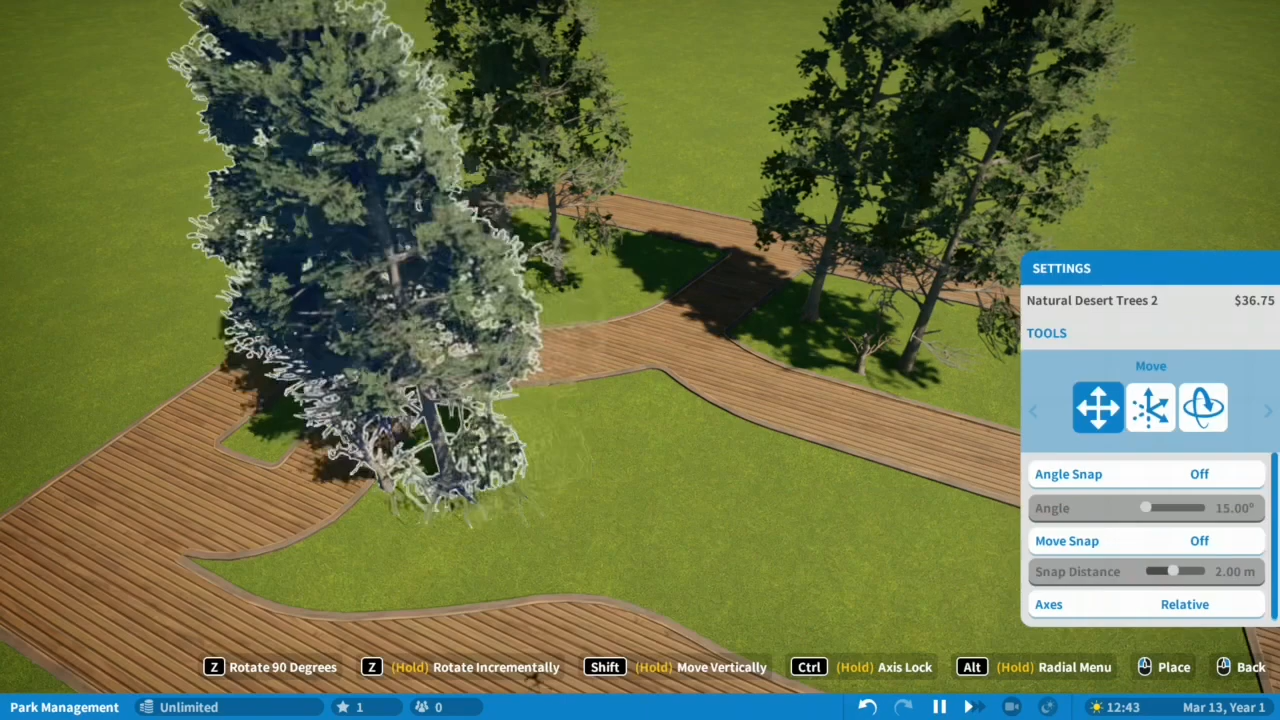 SETTINGS
Natural Desert Trees 2 $36.75
TOOLS
Move
Angle Snap Off
Angle 15.00°
Move Snap Off
Snap Distance 2.00 m
Axes Relative
Z Rotate 90 Degrees Z (Hold) Rotate Incrementally Shift (Hold) Move Vertically Ctrl (Hold) Axis Lock Alt (Hold) Radial Menu Place Back
Park Management Unlimited 1 0 12:43 Mar 13, Year 1